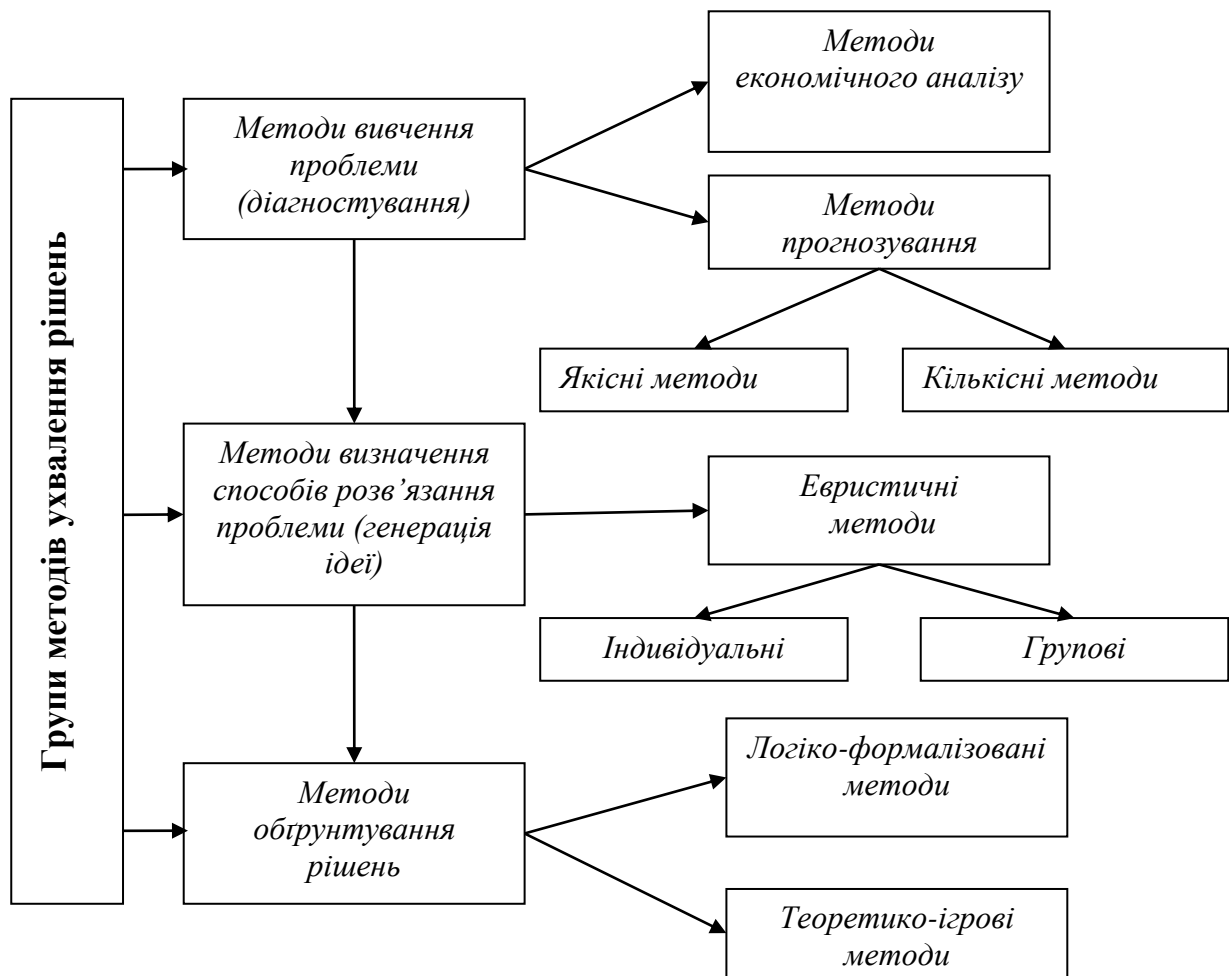 Групи методів ухвалення рішень
Методи вивчення
проблеми
(діагностування)
Методи
економічного аналізу
Методи
прогнозування
Якісні методи
Кількісні методи
Методи визначення
способів розв’язання
проблеми (генерація
ідеї)
Евристичні
методи
Індивідуальні
Групові
Методи
обґрунтування
рішень
Логіко-формалізовані
методи
Теоретико-ігрові
методи